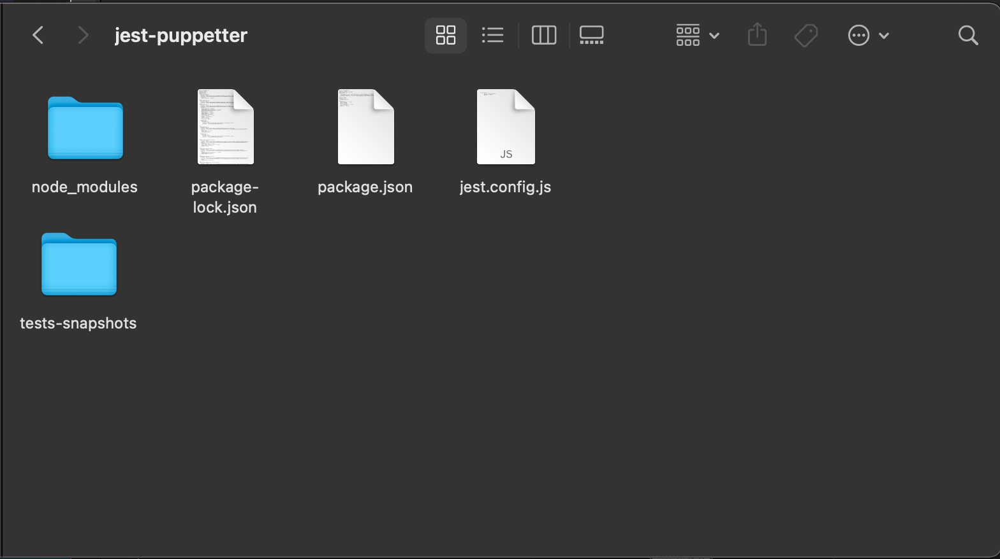 jest-puppetter
node_modules
package-
lock.json
package.json
JS
jest.config.js
tests-snapshots